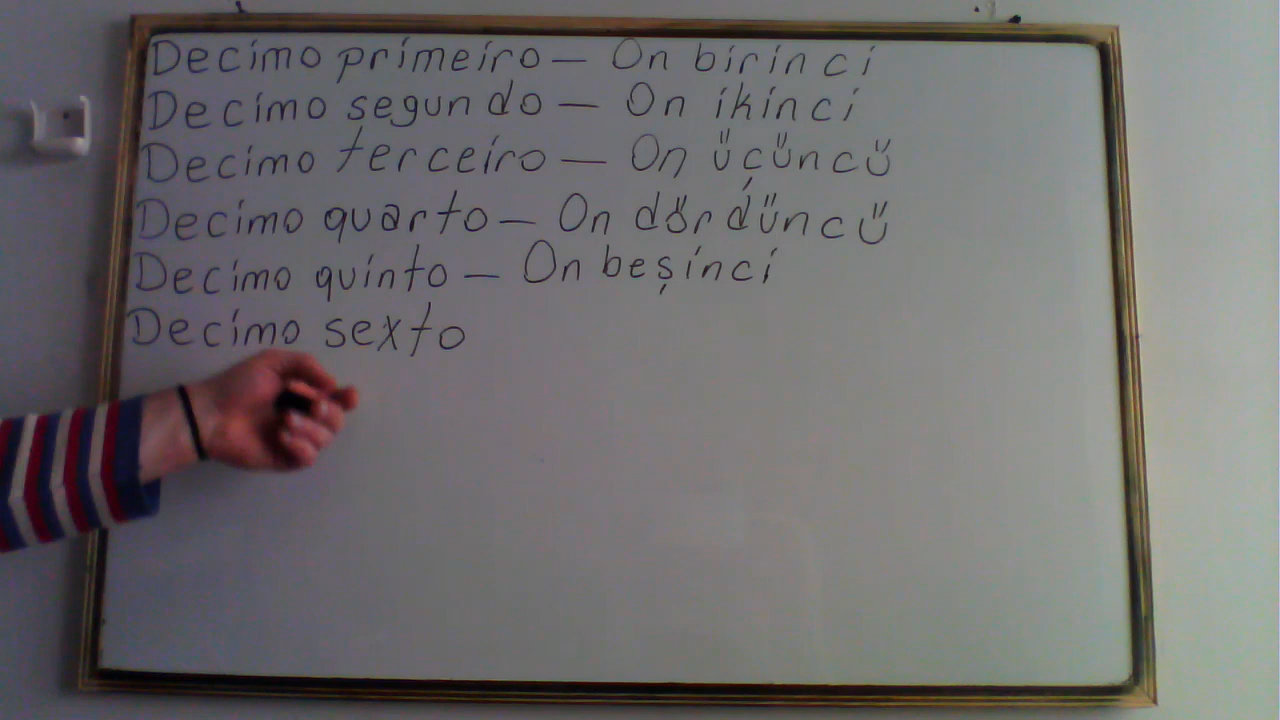 Decimo primeiro — On birinci
Decimo segundo — On ikinci
Decimo terceiro — On üçüncü
Decimo quarto — On dördüncü
Decimo quinto — On beşinci
Decimo sexto